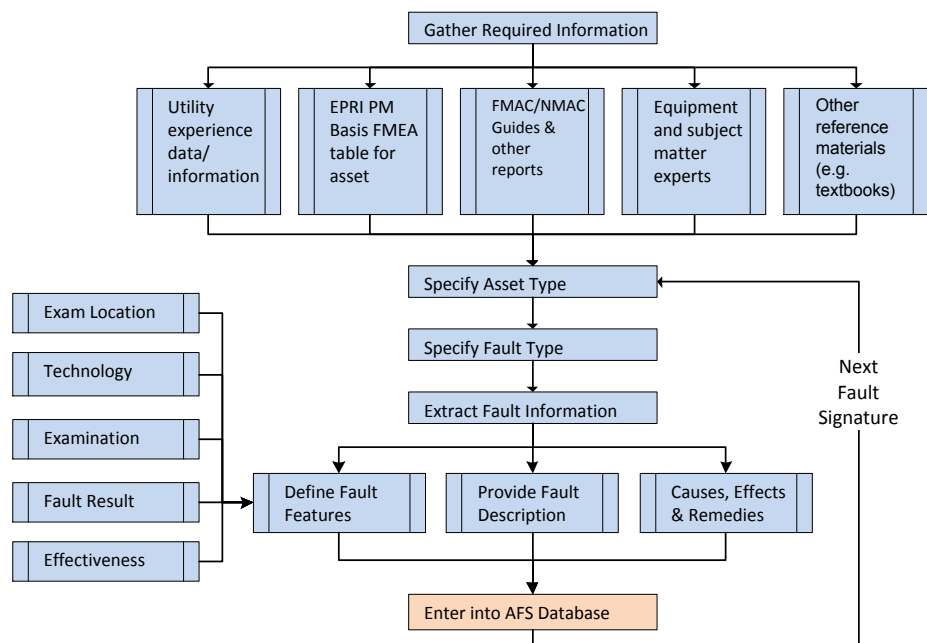 Gather Required Information
Utility
experience
data/
information
EPRI PM
Basis FMEA
table for
asset
FMAC/NMAC
Guides &
other
reports
Equipment
and subject
matter
experts
Other
reference
materials
(e.g.
textbooks)
Specify Asset Type
Specify Fault Type
Extract Fault Information
Next
Fault
Signature
Exam Location
Technology
Examination
Fault Result
Effectiveness
Define Fault
Features
Provide Fault
Description
Causes, Effects
& Remedies
Enter into AFS Database